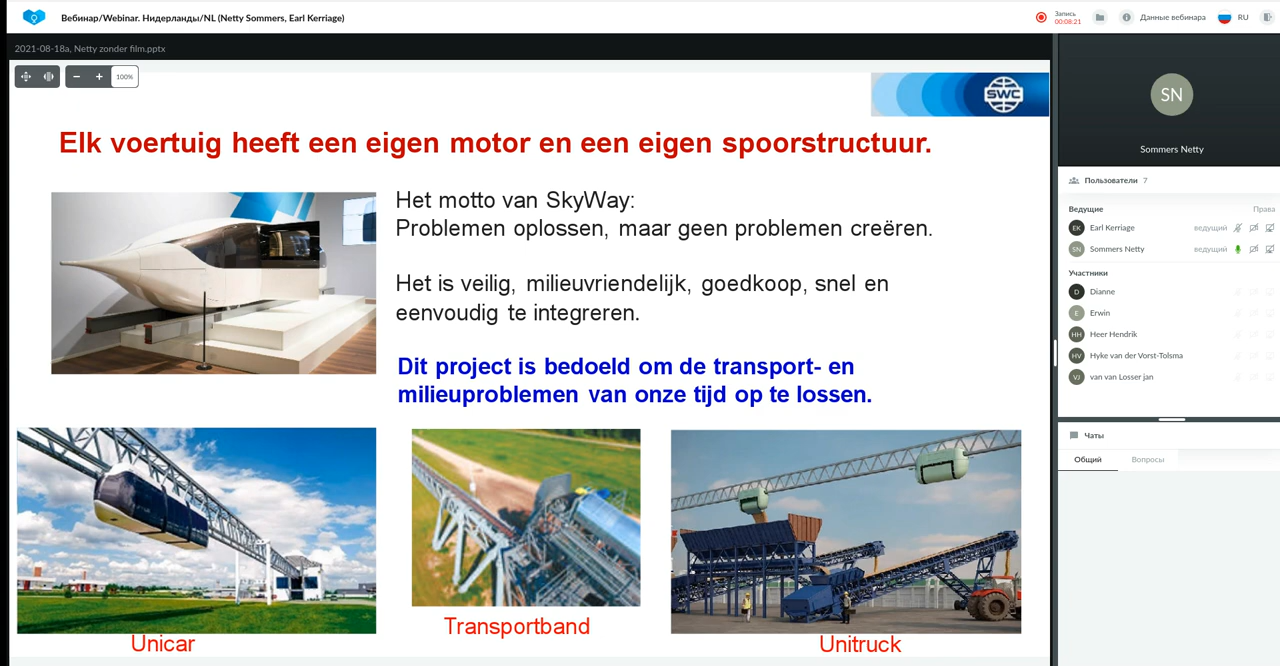 Вебинар/Webinar. Нидерланды/NL (Netty Sommers, Earl Kerriage)
Запись
00:08:21
Данные вебинара
RU
2021-08-18a, Netty zonder film.pptx
100%
SWC
Elk voertuig heeft een eigen motor en een eigen spoorstructuur.
Het motto van SkyWay:
Problemen oplossen, maar geen problemen creëren.
Het is veilig, milieuvriendelijk, goedkoop, snel en
eenvoudig te integreren.
Dit project is bedoeld om de transport- en
milieuproblemen van onze tijd op te lossen.
Unicar
Transportband
Unitruck
SN
Sommers Netty
Пользователи 7
Ведущие Права
EK Earl Kerriage ведущий
SN Sommers Netty ведущий
Участники
D Dianne
E Erwin
HH Heer Hendrik
HV Hyke van der Vorst-Tolsma
VJ van van Losser jan
Чаты
Общий Вопросы